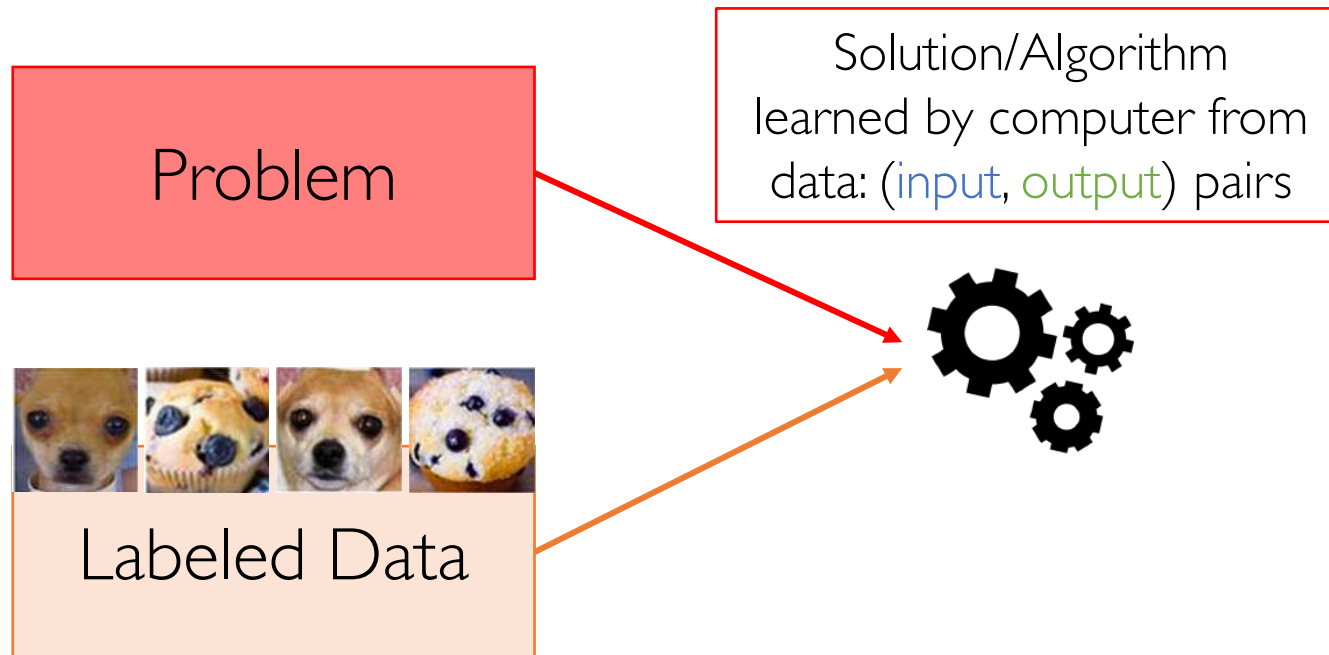 Problem
Solution/Algorithm
learned by computer from
data: (input, output) pairs
Labeled Data